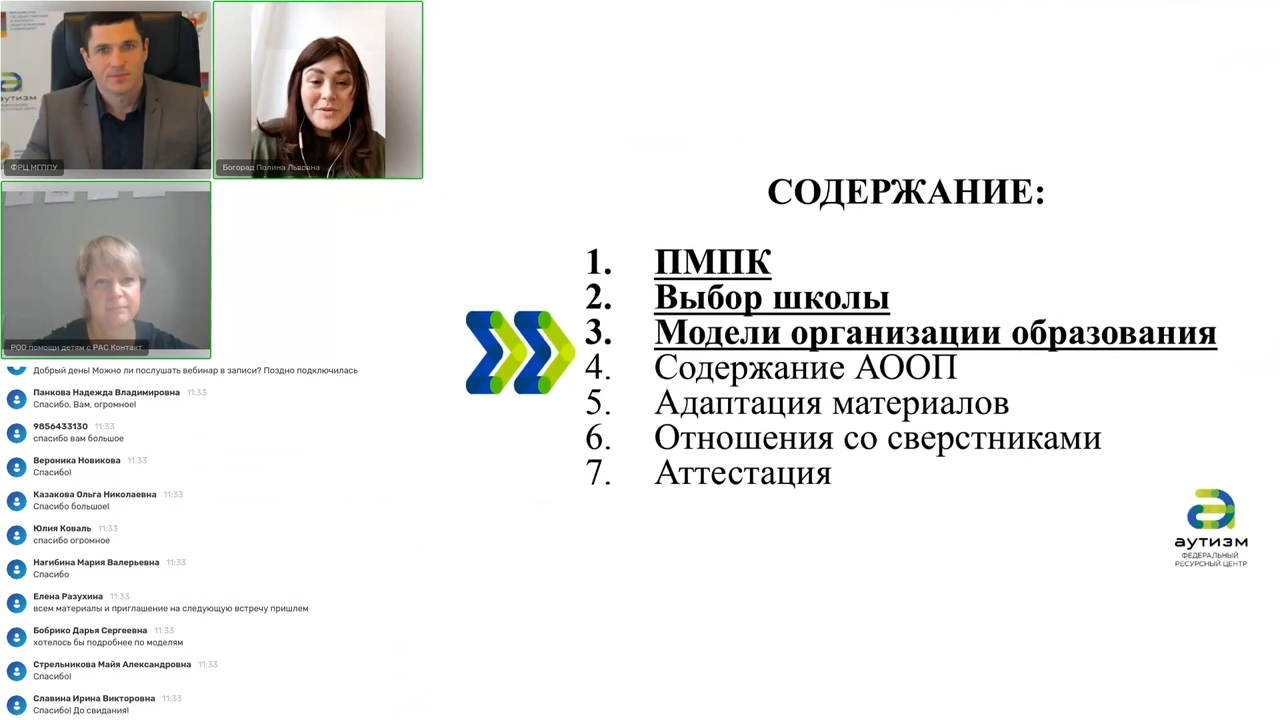 аутизм
ФРЦ МГППУ
Богорад Полина Львовна
РОО помощи детям с РАС Контакт
Добрый день! Можно ли послушать вебинар в записи? Поздно подключилась
Панкова Надежда Владимировна 11:33
Спасибо, Вам, огромное!
9856433130 11:33
спасибо вам большое
Вероника Новикова 11:33
Спасибо!
Казакова Ольга Николаевна 11:33
Спасибо большое!
Юлия Коваль 11:33
спасибо огромное
Нагибина Мария Валерьевна 11:33
Спасибо
Елена Разухина 11:33
всем материалы и приглашение на следующую встречу пришлем
Бобрико Дарья Сергеевна 11:33
хотелось бы подробнее по моделям
Стрельникова Майя Александровна 11:33
Спасибо!
Славина Ирина Викторовна 11:33
Спасибо! До свидания!
СОДЕРЖАНИЕ:
1. ПМПК
2. Выбор школы
3. Модели организации образования
4. Содержание АООП
5. Адаптация материалов
6. Отношения со сверстниками
7. Аттестация
аутизм
ФЕДЕРАЛЬНЫЙ
РЕСУРСНЫЙ ЦЕНТР